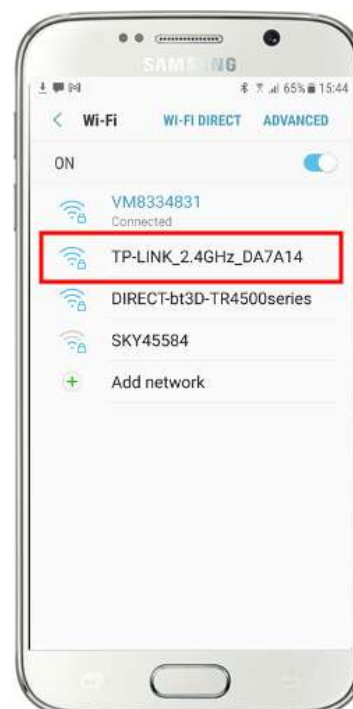 SAMSUNG
65% 15:44
Wi-Fi WI-FI DIRECT ADVANCED
ON
VM8334831
Connected
TP-LINK_2.4GHz_DA7A14
DIRECT-bt3D-TR4500series
SKY45584
Add network